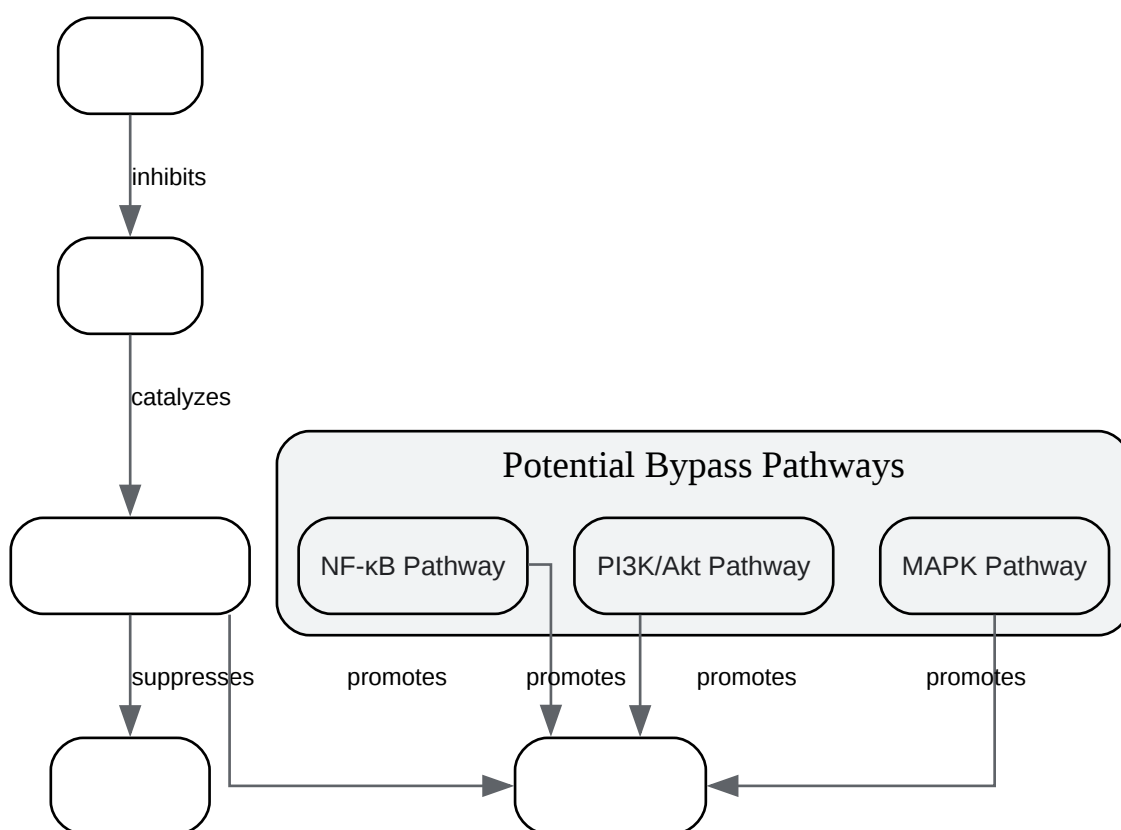 inhibits
catalyzes
Potential Bypass Pathways
NF-κB Pathway
PI3K/Akt Pathway
MAPK Pathway
suppresses
promotes
promotes
promotes
promotes